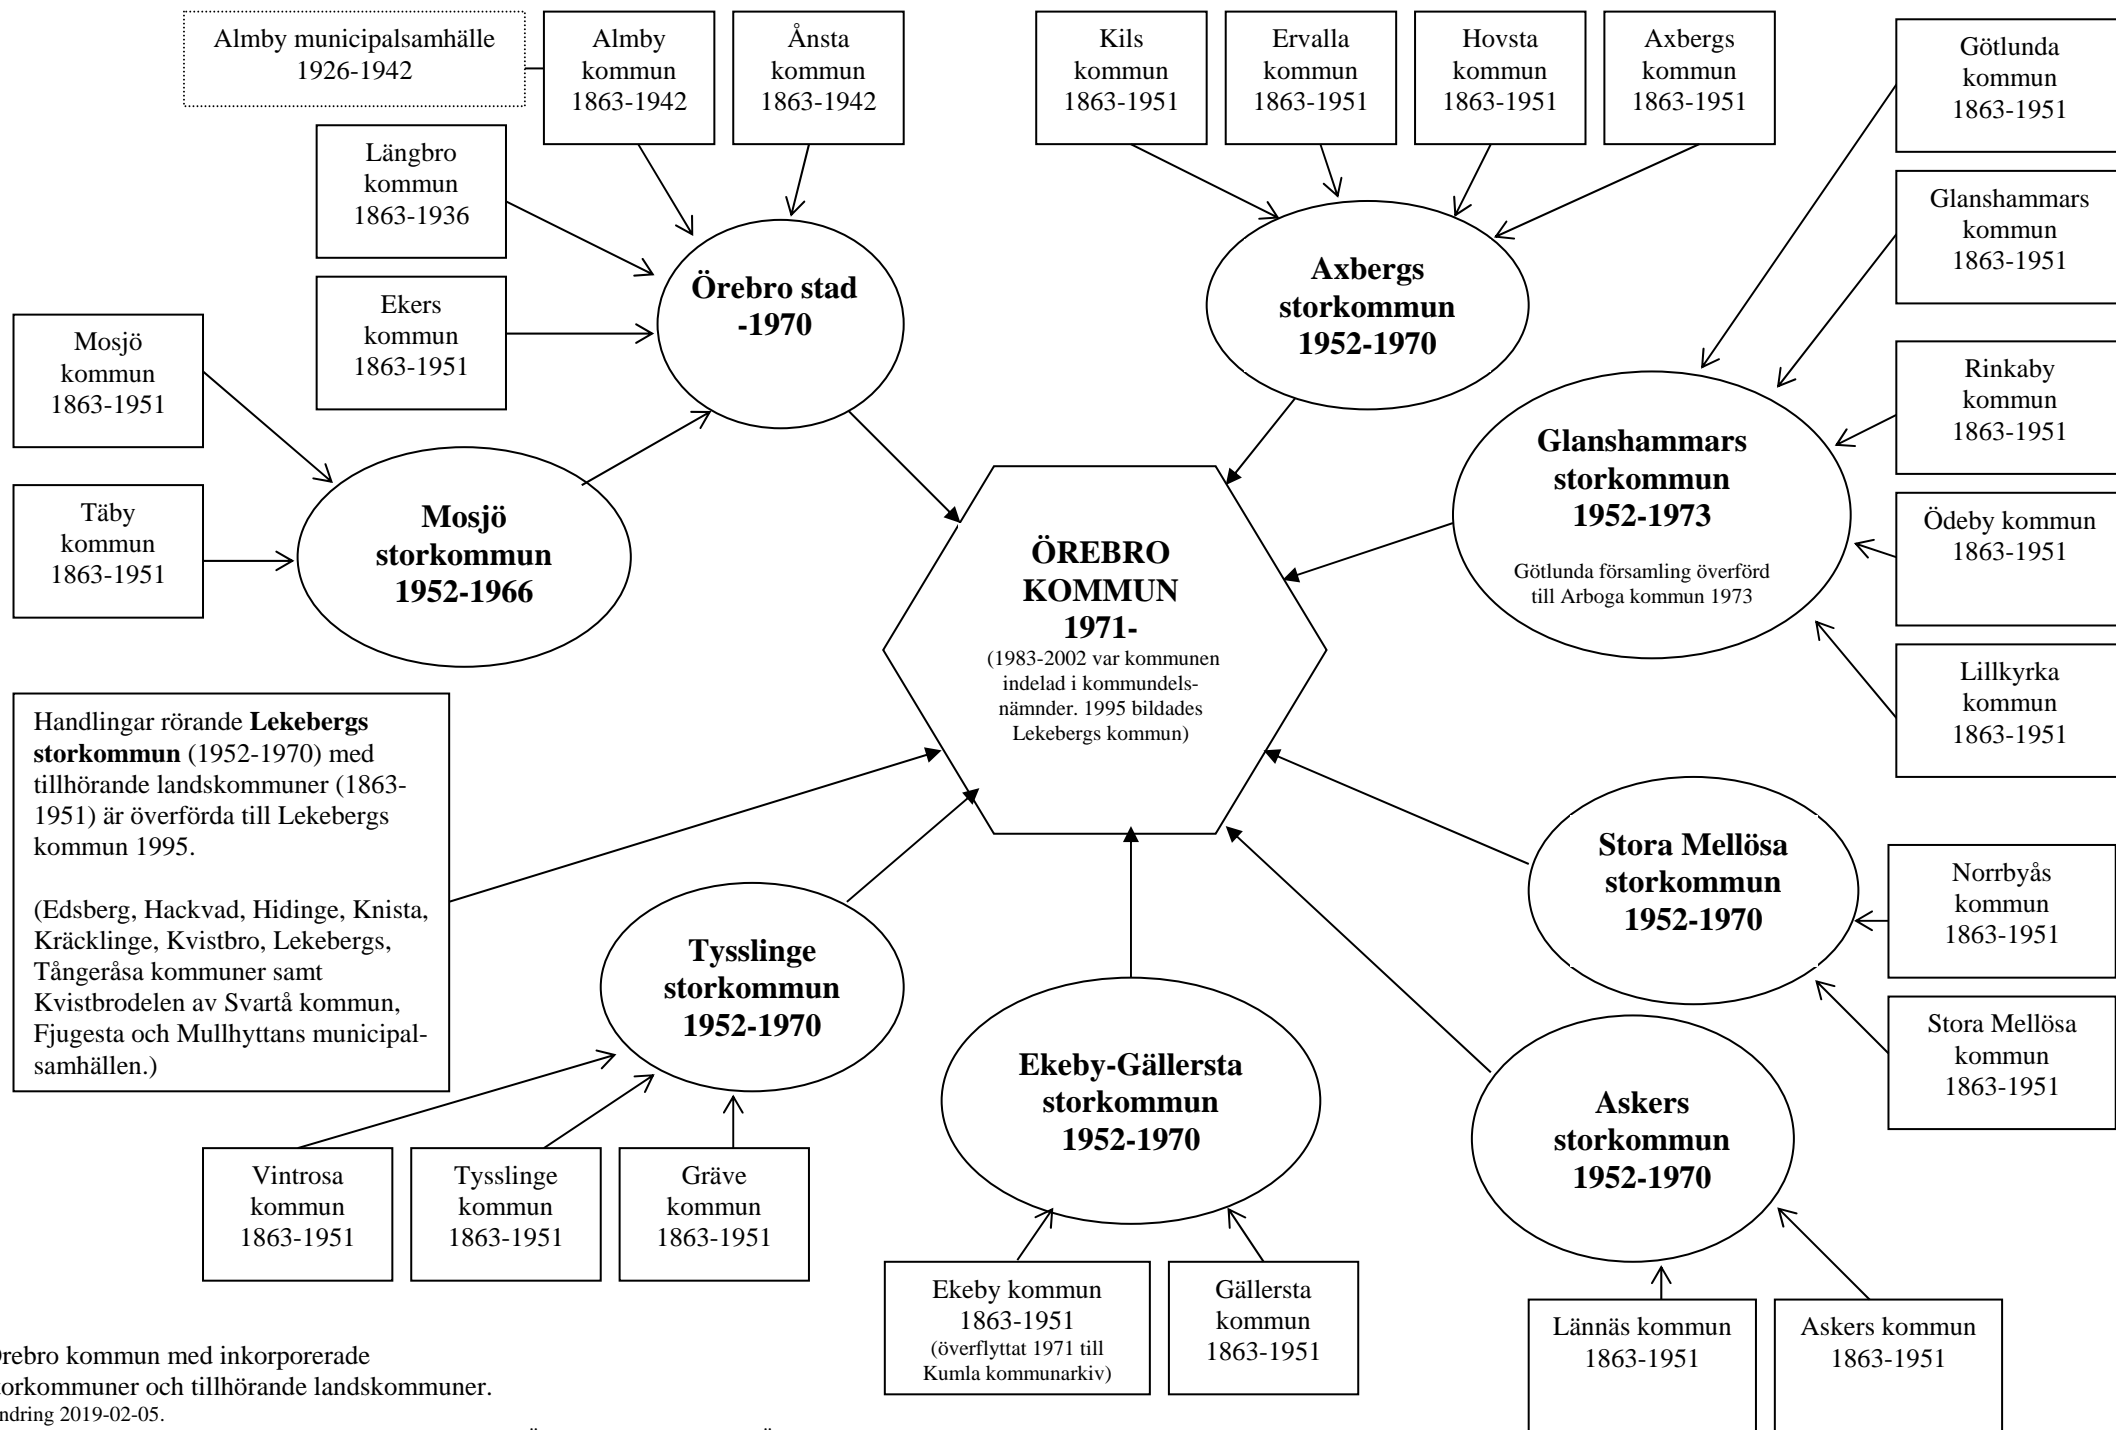 Almby municipalsamhälle
1926-1942
Almby
kommun
1863-1942
Ånsta
kommun
1863-1942
Kils
kommun
1863-1951
Ervalla
kommun
1863-1951
Hovsta
kommun
1863-1951
Axbergs
kommun
1863-1951
Götlunda
kommun
1863-1951
Längbro
kommun
1863-1936
Glanshammars
kommun
1863-1951
Ekers
kommun
1863-1951
Örebro stad
-1970
Axbergs
storkommun
1952-1970
Mosjö
kommun
1863-1951
Rinkaby
kommun
1863-1951
Glanshammars
storkommun
1952-1973
Götlunda församling överförd
till Arboga kommun 1973
Täby
kommun
1863-1951
Mosjö
storkommun
1952-1966
Ödeby kommun
1863-1951
ÖREBRO
KOMMUN
1971-
(1983-2002 var kommunen
indelad i kommundels-
nämnder. 1995 bildades
Lekebergs kommun)
Lillkyrka
kommun
1863-1951
Handlingar rörande Lekebergs
storkommun (1952-1970) med
tillhörande landskommuner (1863-
1951) är överförda till Lekebergs
kommun 1995.
(Edsberg, Hackvad, Hidinge, Knista,
Kräcklinge, Kvistbro, Lekebergs,
Tångeråsa kommuner samt
Kvistbrodelen av Svartå kommun,
Fjugesta och Mullhyttans municipal-
samhällen.)
Stora Mellösa
storkommun
1952-1970
Norrbyås
kommun
1863-1951
Tysslinge
storkommun
1952-1970
Stora Mellösa
kommun
1863-1951
Ekeby-Gällersta
storkommun
1952-1970
Askers
storkommun
1952-1970
Vintrosa
kommun
1863-1951
Tysslinge
kommun
1863-1951
Gräve
kommun
1863-1951
Ekeby kommun
1863-1951
(överflyttat 1971 till
Kumla kommunarkiv)
Gällersta
kommun
1863-1951
Lännäs kommun
1863-1951
Askers kommun
1863-1951
Örebro kommun med inkorporerade
torkommuner och tillhörande landskommuner.
ndring 2019-02-05.